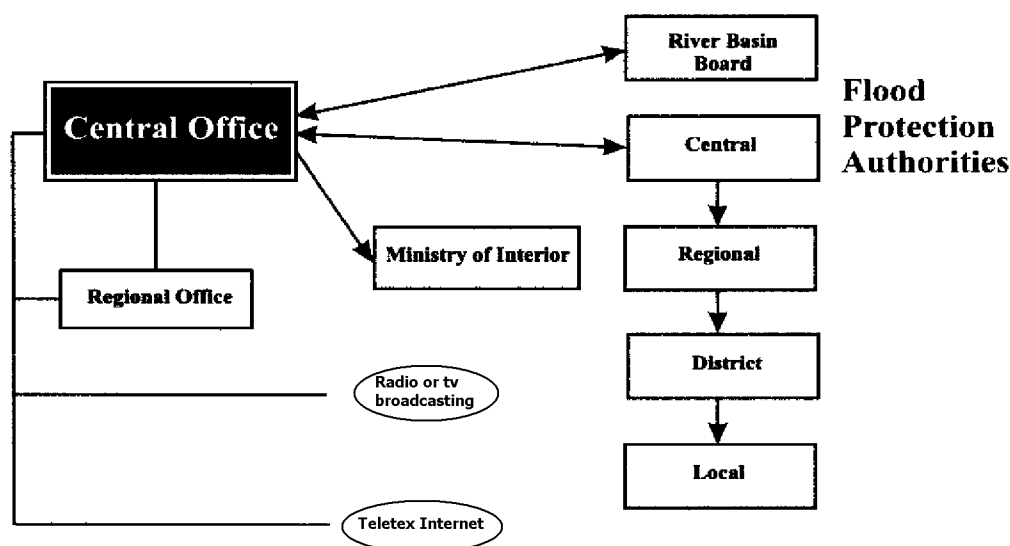 River Basin
Board
Flood
Protection
Authorities
Central Office
Central
Ministry of Interior
Regional
Regional Office
District
Radio or tv
broadcasting
Local
Teletex Internet